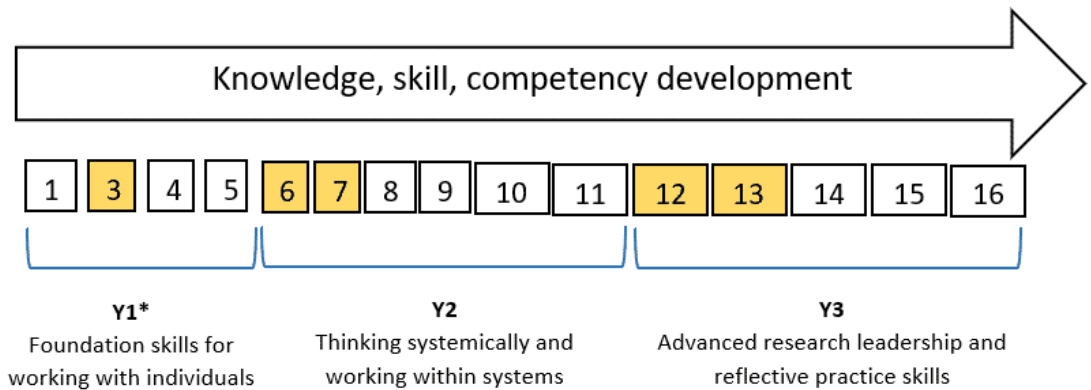 Knowledge, skill, competency development
1 3 4 5 6 7 8 9 10 11 12 13 14 15 16
Y1*
Foundation skills for
working with individuals
Y2
Thinking systemically and
working within systems
Y3
Advanced research leadership and
reflective practice skills